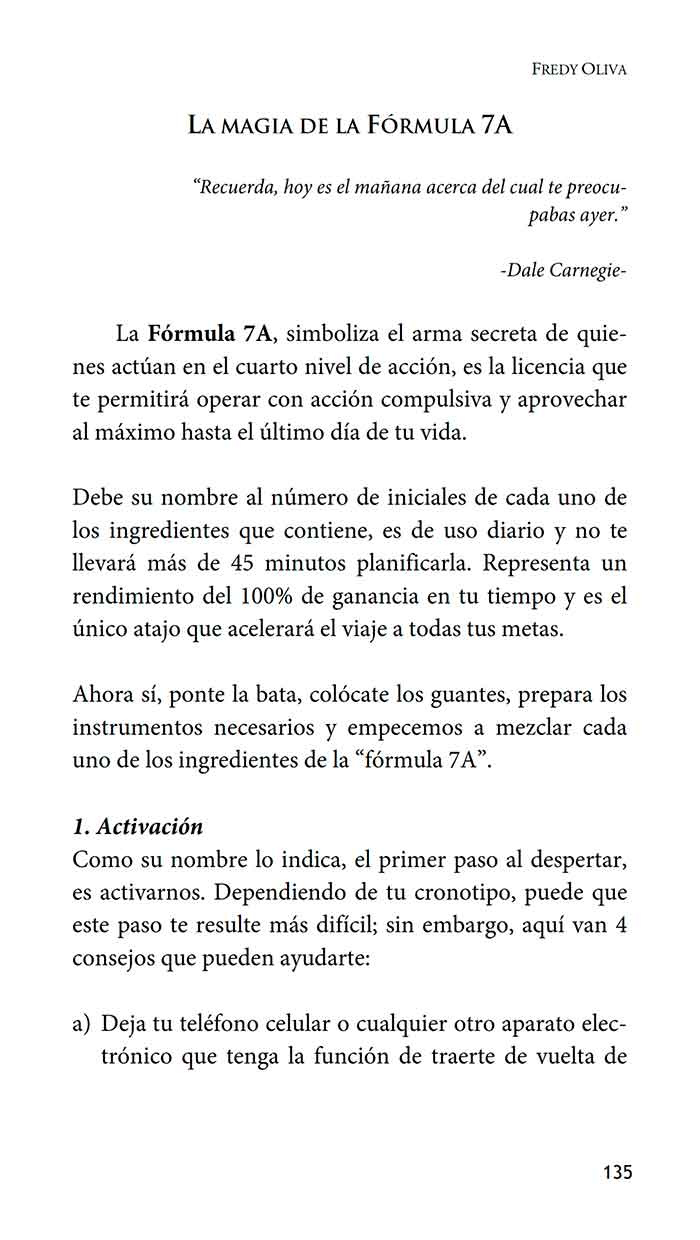 FREDY OLIVA
LA MAGIA DE LA FÓRMULA 7A
“Recuerda, hoy es el mañana acerca del cual te preocu-
pabas ayer.”
-Dale Carnegie-
La Fórmula 7A, simboliza el arma secreta de quie-
nes actúan en el cuarto nivel de acción, es la licencia que
te permitirá operar con acción compulsiva y aprovechar
al máximo hasta el último día de tu vida.
Debe su nombre al número de iniciales de cada uno de
los ingredientes que contiene, es de uso diario y no te
llevará más de 45 minutos planificarla. Representa un
rendimiento del 100% de ganancia en tu tiempo y es el
único atajo que acelerará el viaje a todas tus metas.
Ahora sí, ponte la bata, colócate los guantes, prepara los
instrumentos necesarios y empecemos a mezclar cada
uno de los ingredientes de la “fórmula 7A”.
1. Activación
Como su nombre lo indica, el primer paso al despertar,
es activarnos. Dependiendo de tu cronotipo, puede que
este paso te resulte más difícil; sin embargo, aquí van 4
consejos que pueden ayudarte:
a) Deja tu teléfono celular o cualquier otro aparato elec-
trónico que tenga la función de traerte de vuelta de
135